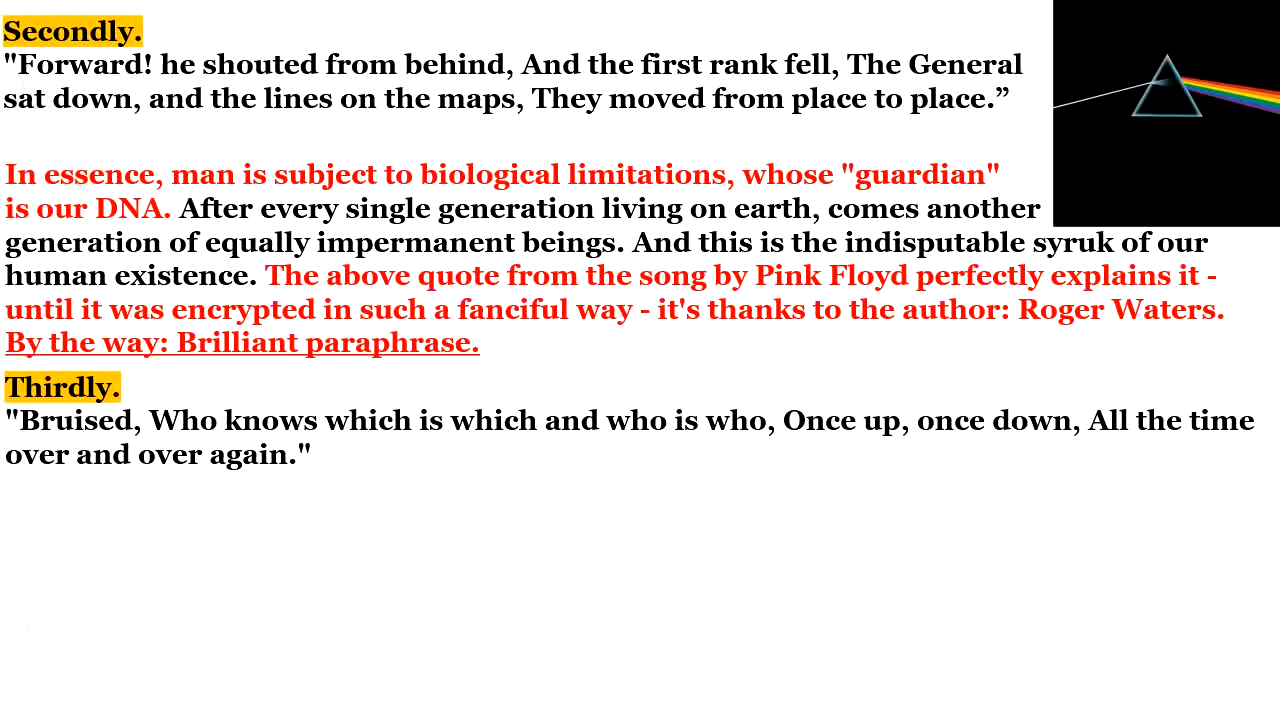 Secondly.
"Forward! he shouted from behind, And the first rank fell, The General
sat down, and the lines on the maps, They moved from place to place.”
In essence, man is subject to biological limitations, whose "guardian"
is our DNA. After every single generation living on earth, comes another
generation of equally impermanent beings. And this is the indisputable syruk of our
human existence. The above quote from the song by Pink Floyd perfectly explains it -
until it was encrypted in such a fanciful way - it's thanks to the author: Roger Waters.
By the way: Brilliant paraphrase.
Thirdly.
"Bruised, Who knows which is which and who is who, Once up, once down, All the time
over and over again."